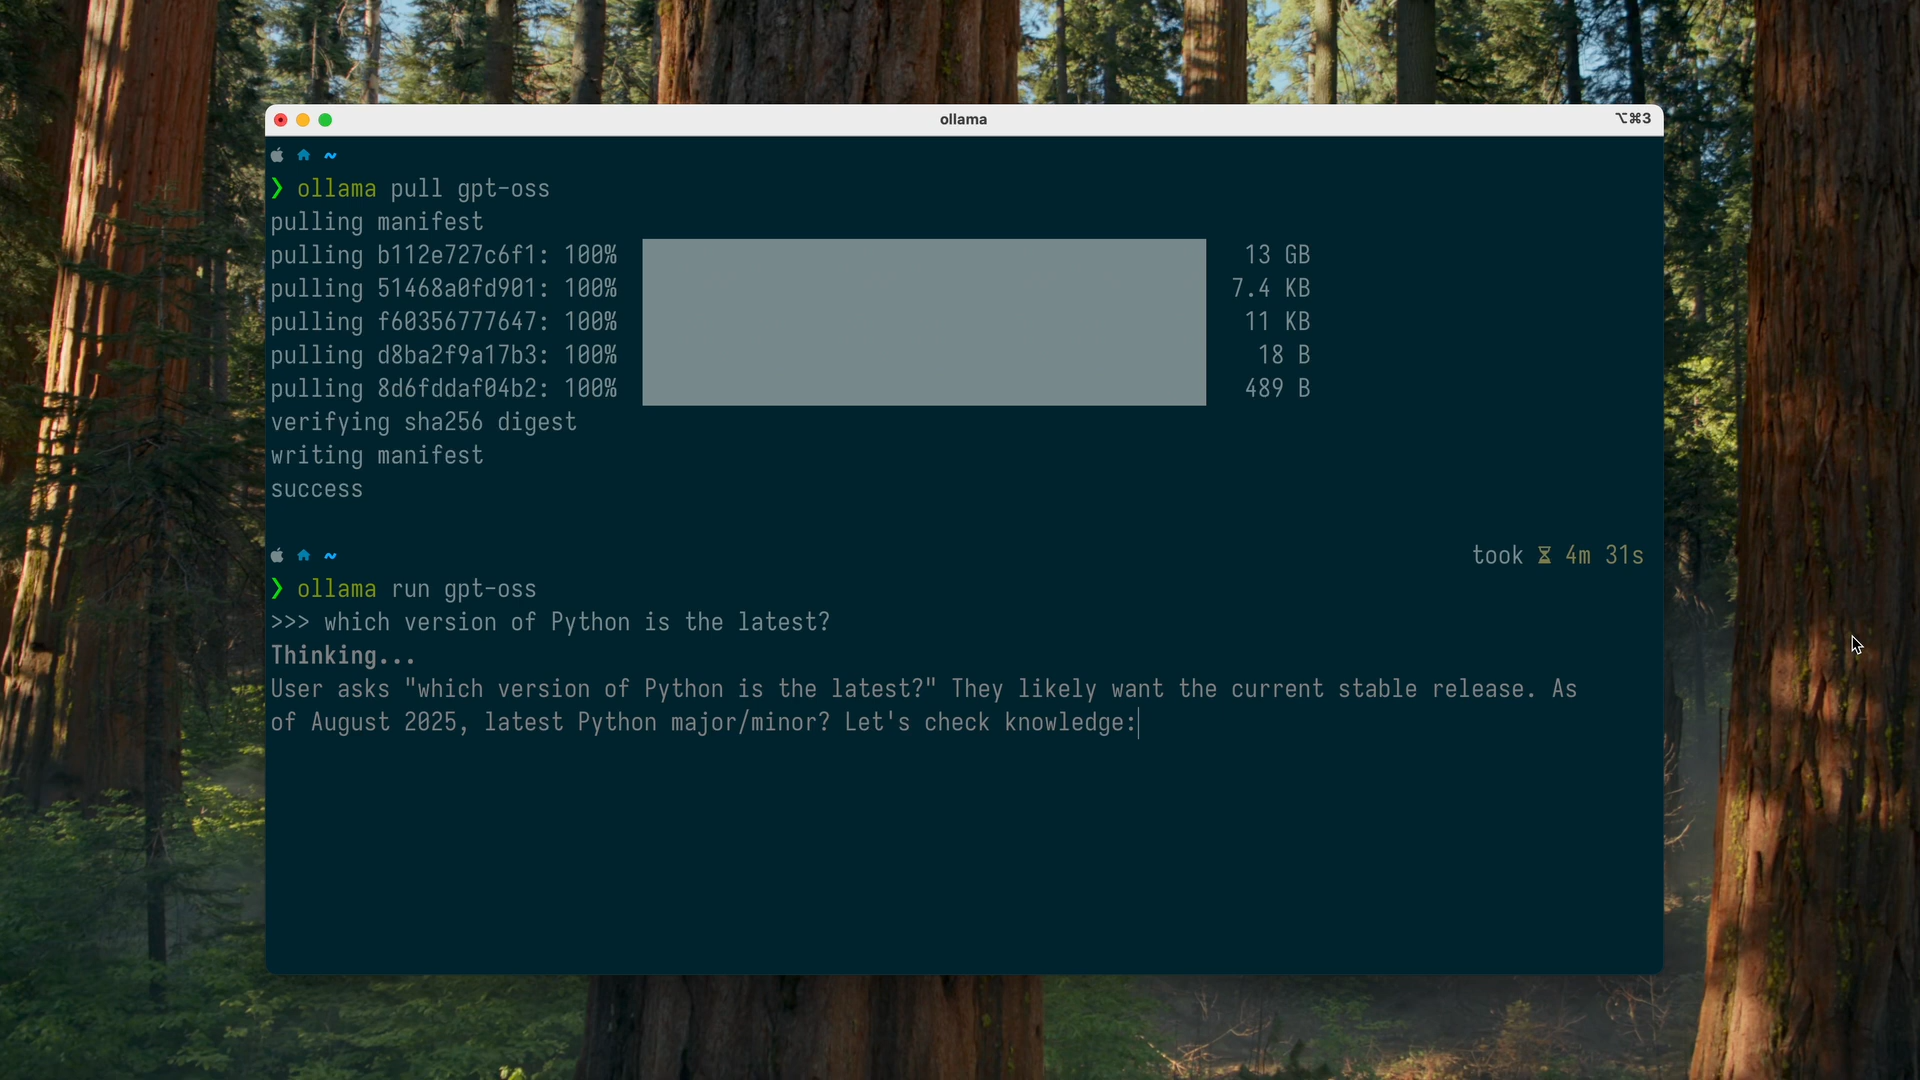 ollama
⌥⌘3
~
❯ ollama pull gpt-oss
pulling manifest
pulling b112e727c6f1: 100% 13 GB
pulling 51468a0fd901: 100% 7.4 KB
pulling f60356777647: 100% 11 KB
pulling d8ba2f9a17b3: 100% 18 B
pulling 8d6fddaf04b2: 100% 489 B
verifying sha256 digest
writing manifest
success
~ took 4m 31s
❯ ollama run gpt-oss
>>> which version of Python is the latest?
Thinking...
User asks "which version of Python is the latest?" They likely want the current stable release. As
of August 2025, latest Python major/minor? Let's check knowledge: